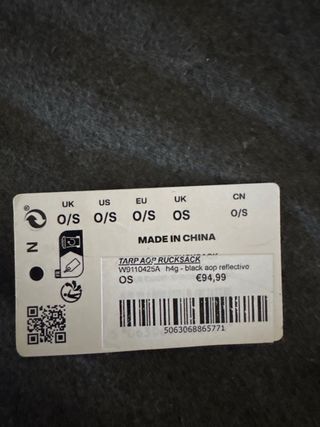 UK US EU UK CN
O/S O/S O/S OS O/S
N
MADE IN CHINA
TARP AOP RUCKSACK
W911042SA h4g - black aop reflective
OS €94,99
5063068865771